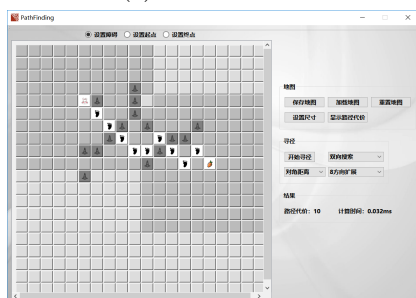 PathFinding
设置障碍 设置起点 设置终点
地图
保存地图 加载地图 重置地图
设置尺寸 显示路径代价
寻径
开始寻径 双向搜索
对角距离 8方向扩展
结果
路径代价: 10 计算时间: 0.032ms